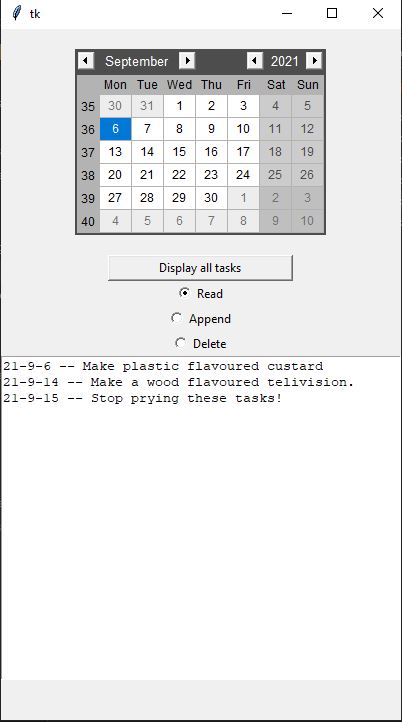 tk
September 2021
Mon Tue Wed Thu Fri Sat Sun
35 30 31 1 2 3 4 5
36 6 7 8 9 10 11 12
37 13 14 15 16 17 18 19
38 20 21 22 23 24 25 26
39 27 28 29 30 1 2 3
40 4 5 6 7 8 9 10
Display all tasks
Read
Append
Delete
21-9-6 -- Make plastic flavoured custard
21-9-14 -- Make a wood flavoured telivision.
21-9-15 -- Stop prying these tasks!